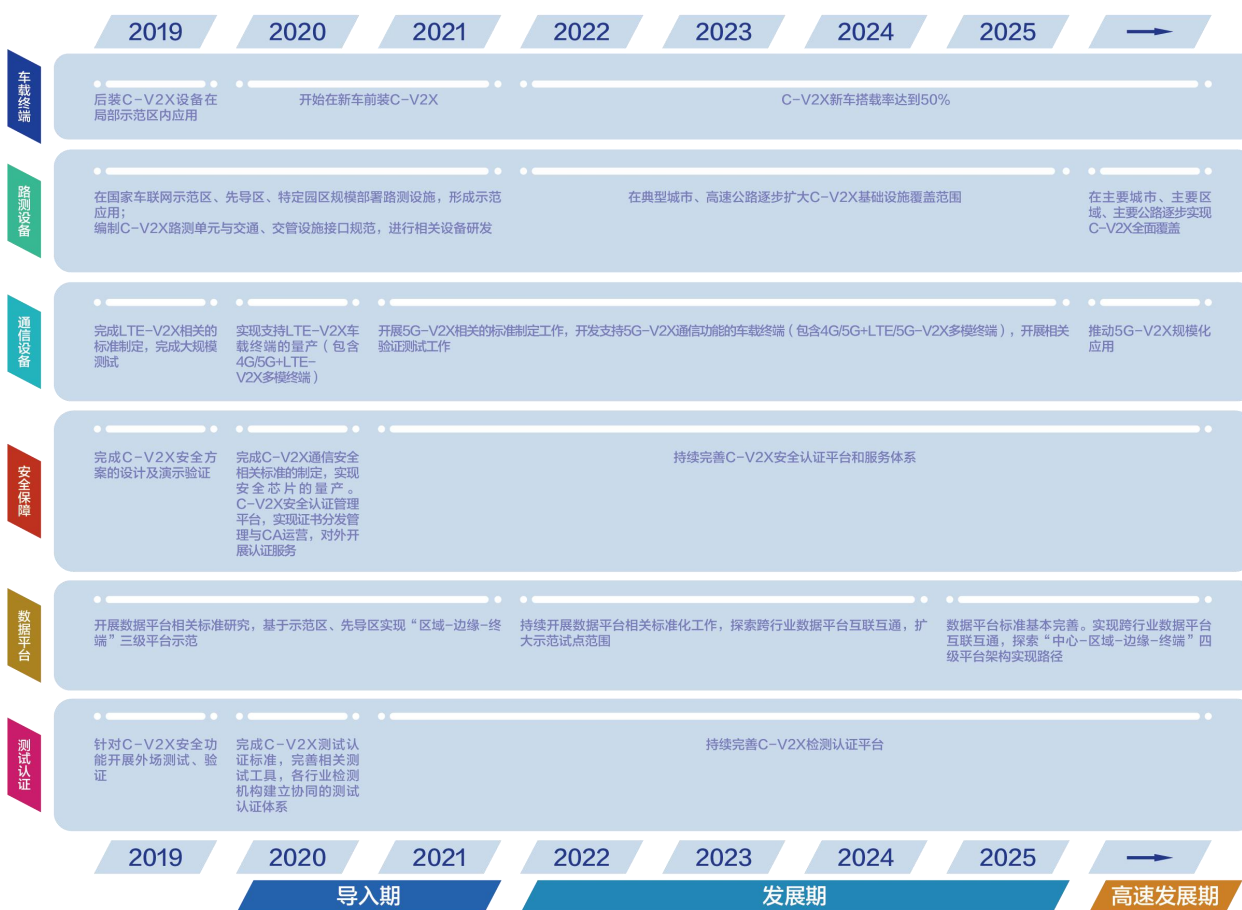 2019 2020 2021 2022 2023 2024 2025
车载终端
后装C-V2X设备在
局部示范区内应用
开始在新车前装C-V2X
C-V2X新车搭载率达到50%
路测设备
在国家车联网示范区、先导区、特定园区规模部署路测设施，形成示范
应用；
编制C-V2X路测单元与交通、交管设施接口规范，进行相关设备研发
在典型城市、高速公路逐步扩大C-V2X基础设施覆盖范围
在主要城市、主要区
域、主要公路逐步实现
C-V2X全面覆盖
通信设备
完成LTE-V2X相关的
标准制定，完成大规模
测试
实现支持LTE-V2X车
载终端的量产（包含
4G/5G+LTE-
V2X多模终端）
开展5G-V2X相关的标准制定工作，开发支持5G-V2X通信功能的车载终端（包含4G/5G+LTE/5G-V2X多模终端），开展相关
验证测试工作
推动5G-V2X规模化
应用
安全保障
完成C-V2X安全方
案的设计及演示验证
完成C-V2X通信安全
相关标准的制定，实现
安全芯片的量产。
C-V2X安全认证管理
平台，实现证书分发管
理与CA运营，对外开
展认证服务
持续完善C-V2X安全认证平台和服务体系
数据平台
开展数据平台相关标准研究，基于示范区、先导区实现“区域-边缘-终
端”三级平台示范
持续开展数据平台相关标准化工作，探索跨行业数据平台互联互通，扩
大示范试点范围
数据平台标准基本完善。实现跨行业数据平台
互联互通，探索“中心-区域-边缘-终端”四
级平台架构实现路径
测试认证
针对C-V2X安全功
能开展外场测试、验
证
完成C-V2X测试认
证标准，完善相关测
试工具，各行业检测
机构建立协同的测试
认证体系
持续完善C-V2X检测认证平台
2019 2020 2021 2022 2023 2024 2025
导入期 发展期 高速发展期